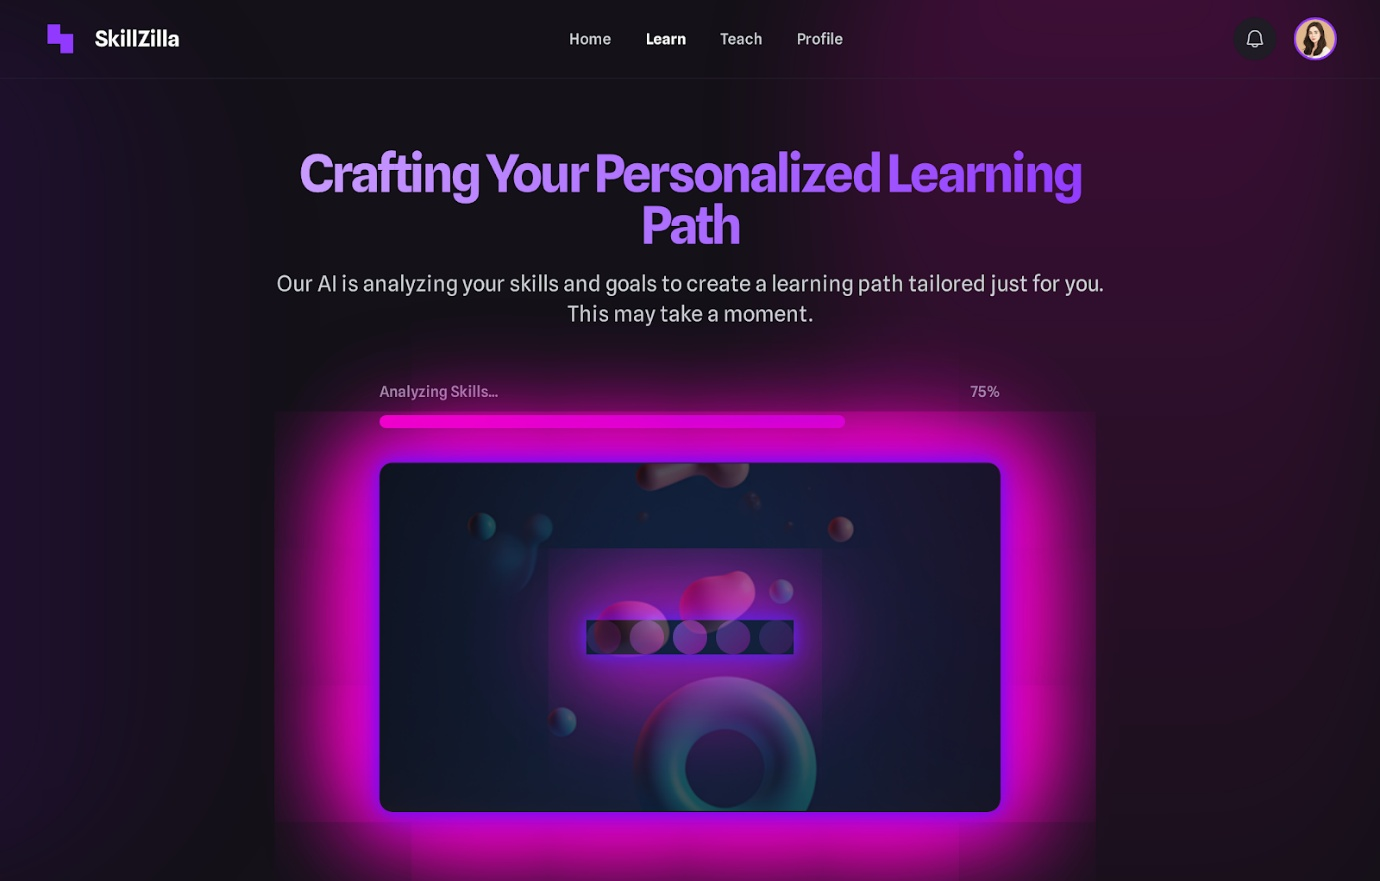 SkillZilla
Home
Learn
Teach
Profile
Crafting Your Personalized Learning
Path
Our AI is analyzing your skills and goals to create a learning path tailored just for you.
This may take a moment.
Analyzing Skills...
75%